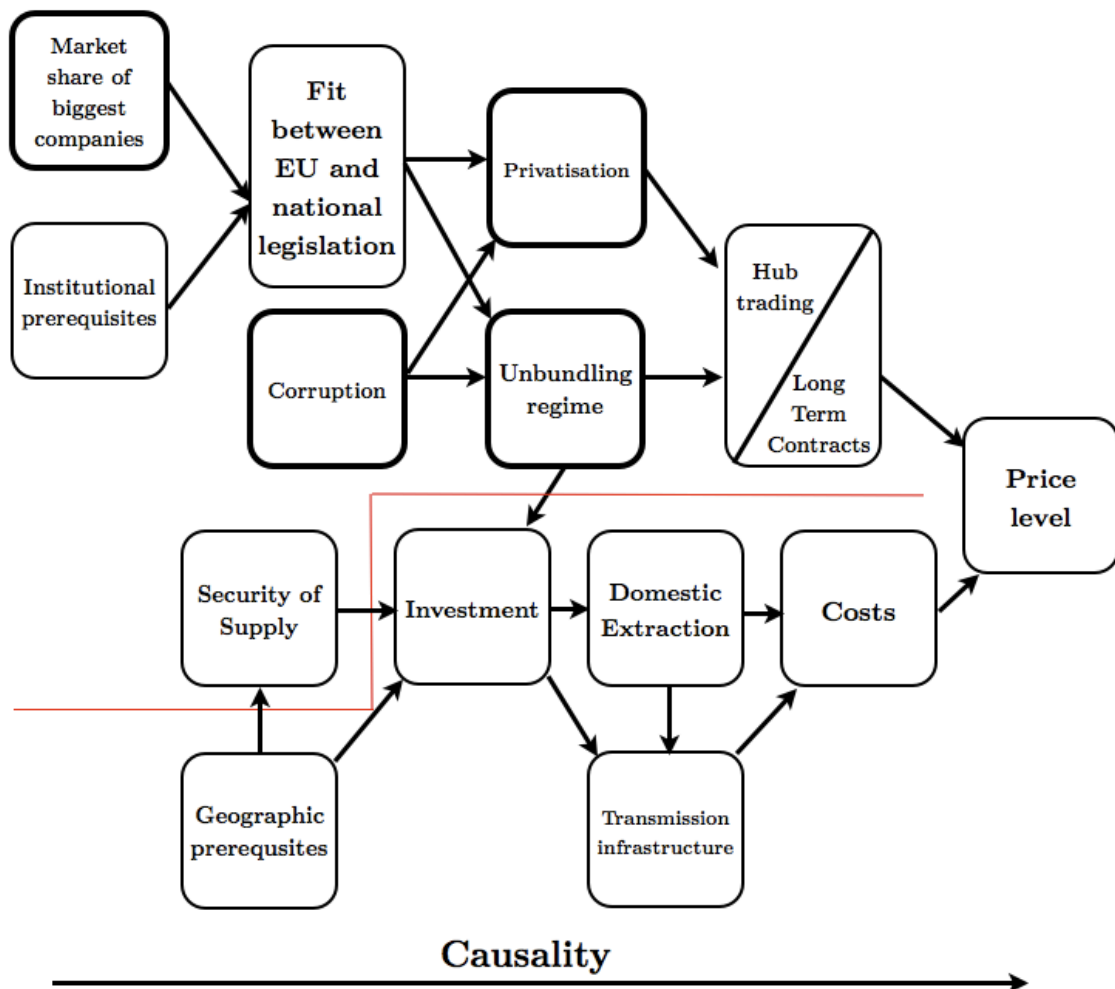 Market
share of
biggest
companies
Institutional
prerequisites
Fit
between
EU and
national
legislation
Corruption
Privatisation
Unbundling
regime
Hub
trading
Long
Term
Contracts
Price
level
Security of
Supply
Investment
Domestic
Extraction
Costs
Geographic
prerequsites
Transmission
infrastructure
Causality